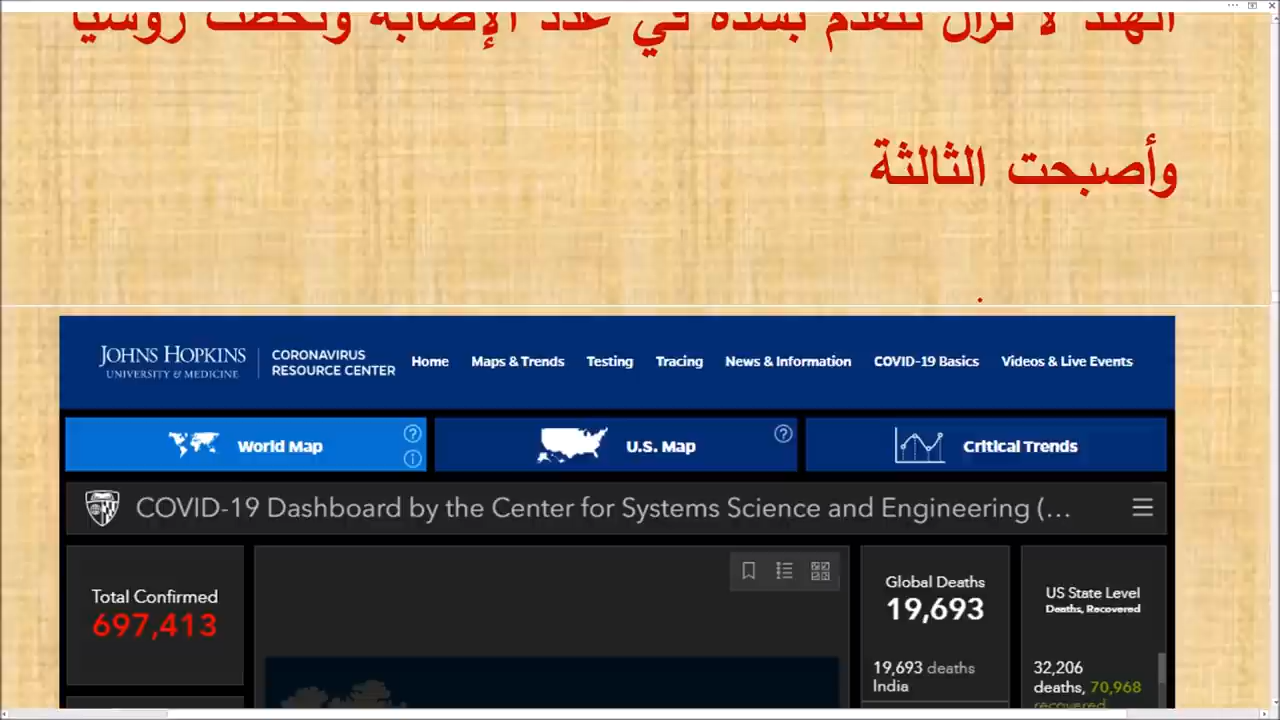 الهند لا تزال تتقدم بشدة في عدد الإصابة وتخطت روسيا
وأصبحت الثالثة
JOHNS HOPKINS
UNIVERSITY & MEDICINE
CORONAVIRUS
RESOURCE CENTER
Home
Maps & Trends
Testing
Tracing
News & Information
COVID-19 Basics
Videos & Live Events
World Map
U.S. Map
Critical Trends
COVID-19 Dashboard by the Center for Systems Science and Engineering (...
Total Confirmed
697,413
Global Deaths
19,693
19,693 deaths
India
US State Level
Deaths, Recovered
32,206
deaths, 70,968
recovered